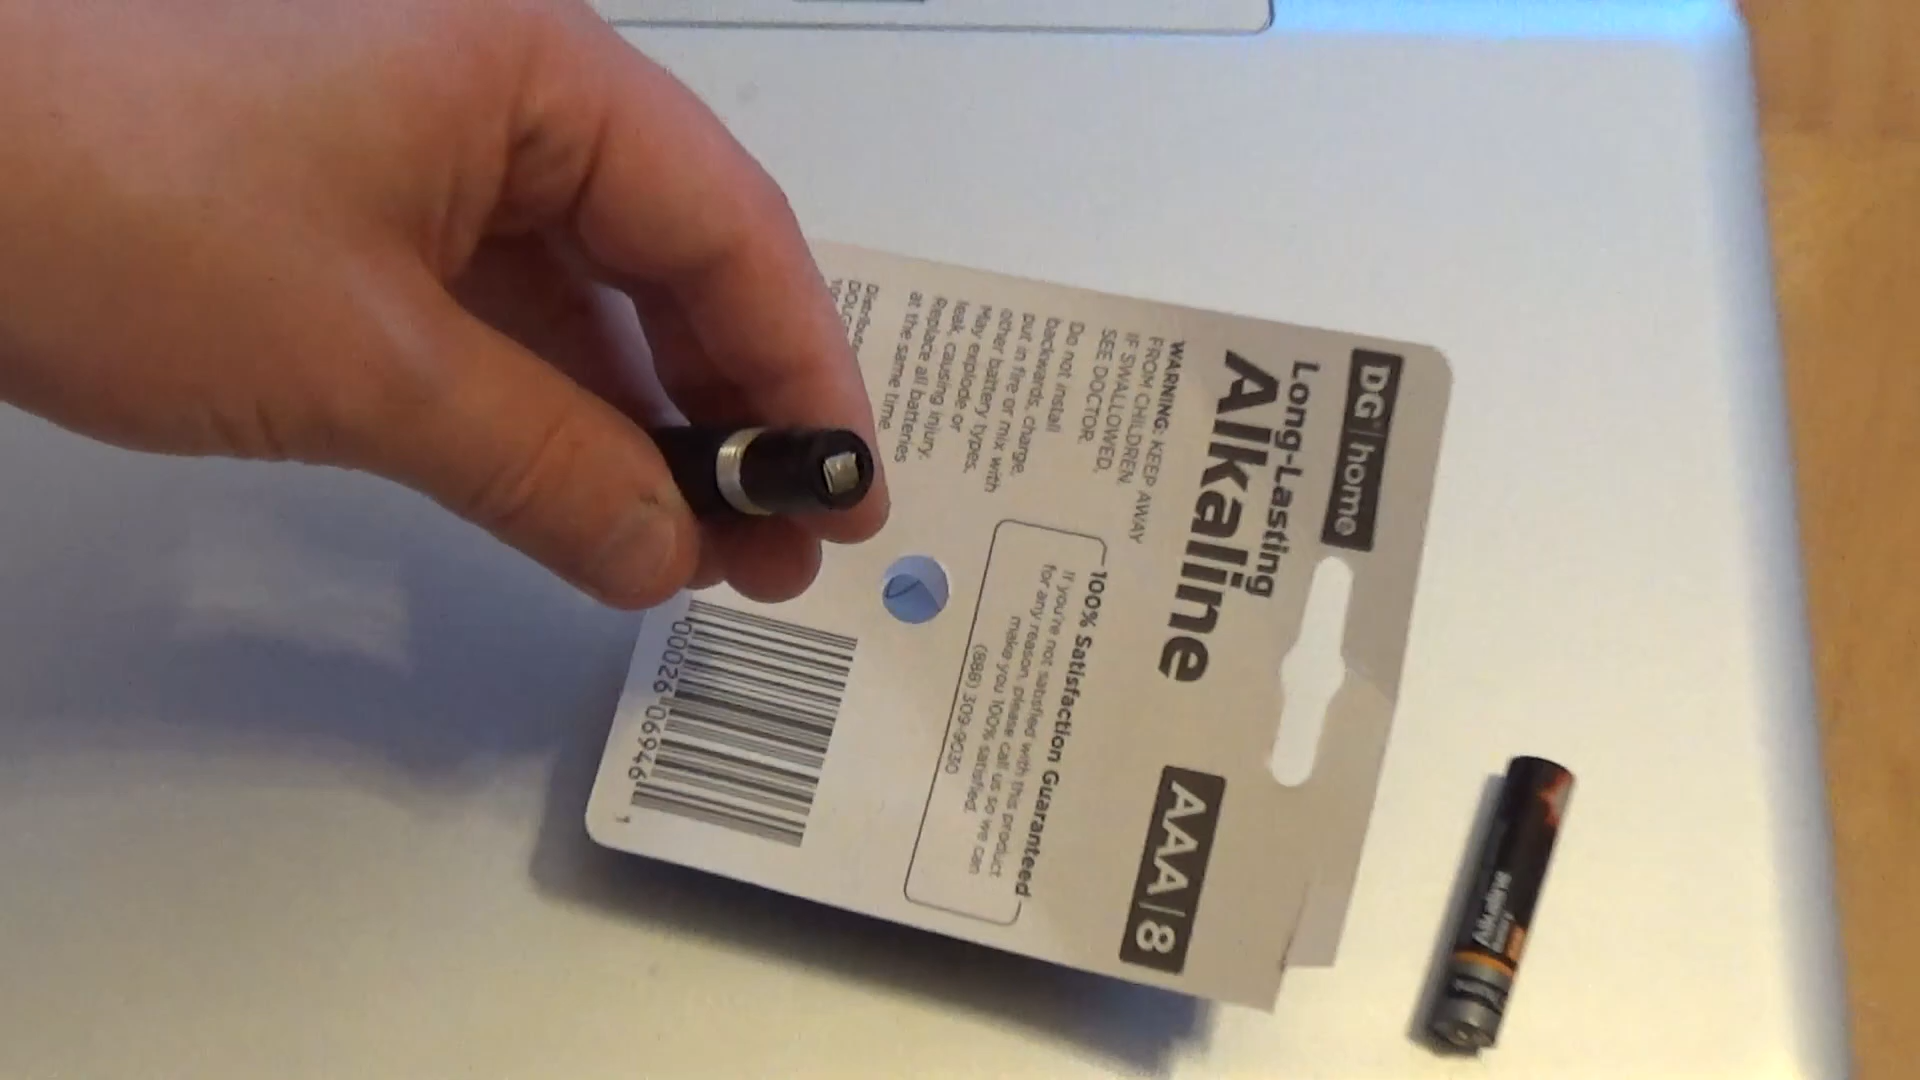 DG® home
Long-Lasting
Alkaline
AAA|8
WARNING: KEEP AWAY
FROM CHILDREN.
IF SWALLOWED,
SEE DOCTOR.
Do not install
backwards, charge,
put in fire or mix with
other battery types.
May explode or
leak, causing injury.
Replace all batteries
at the same time.
100% Satisfaction Guaranteed
If you're not satisfied with this product
for any reason, please call us so we can
make you 100% satisfied.
(888) 309-9030
00026 06946
1